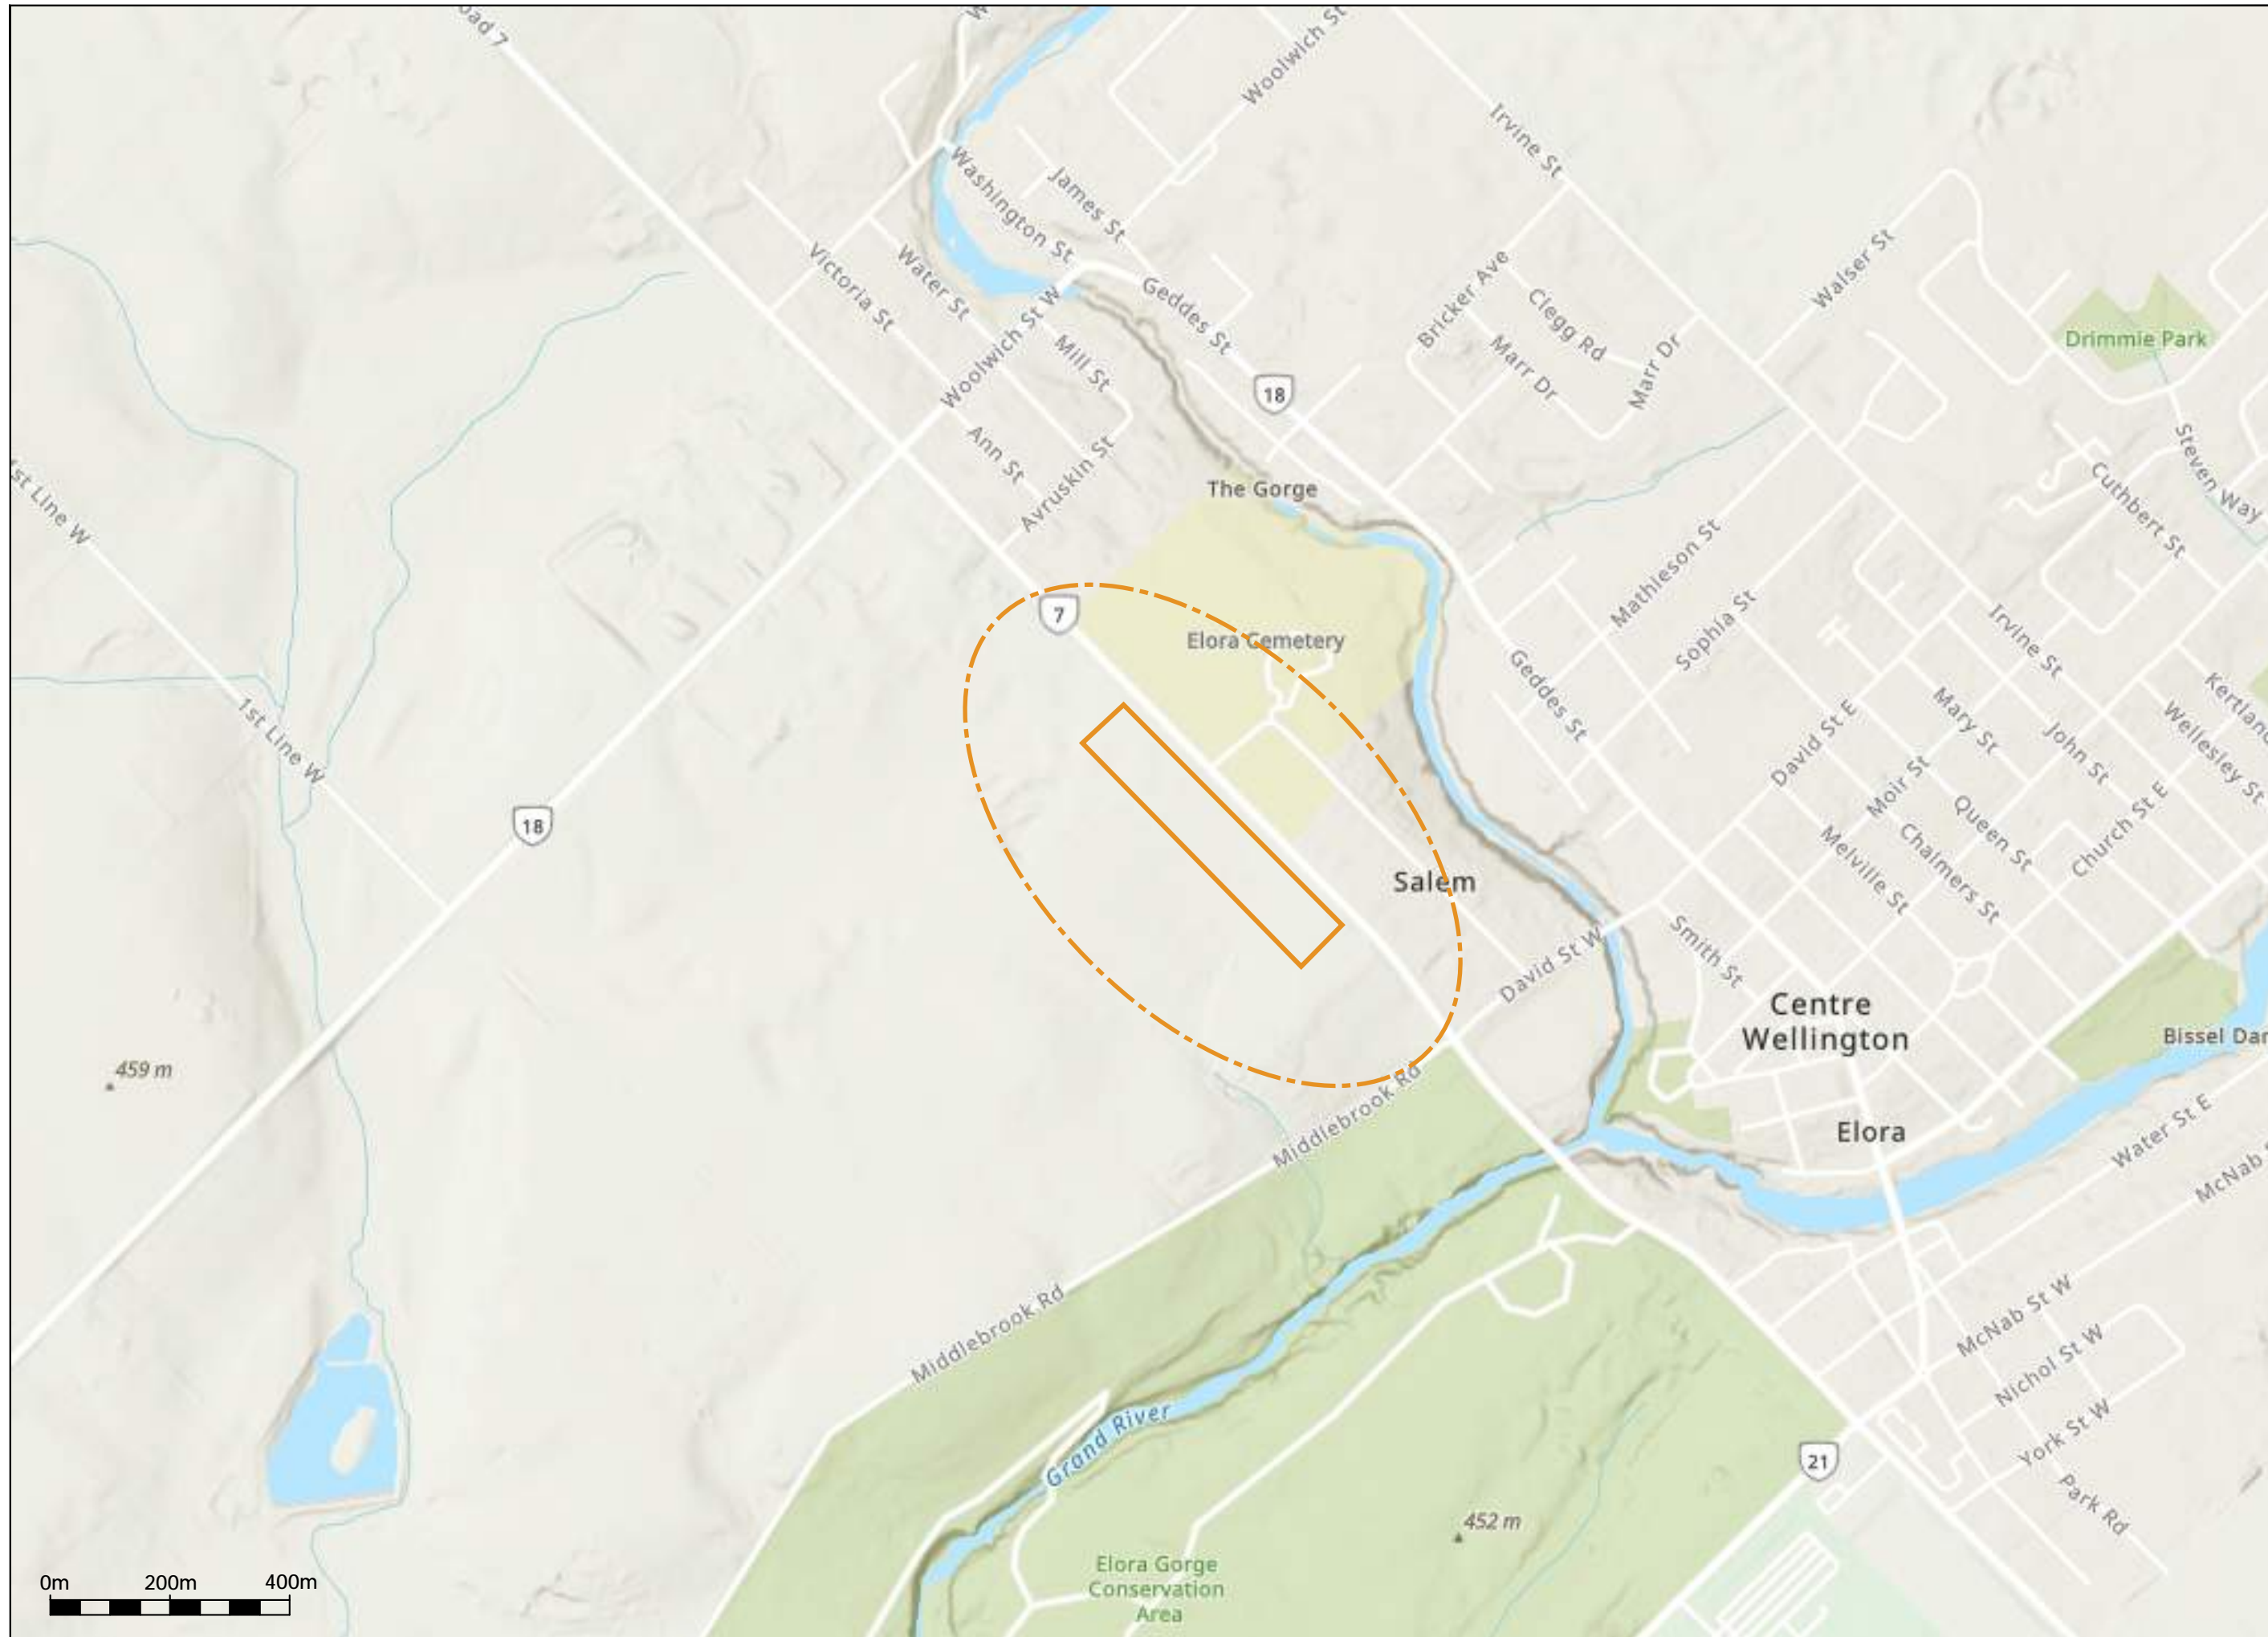 oad 7
W
Woolwich St
Irvine St
Washington St
James St
Victoria St
Water St
Geddes St
Woolwich St W
Mill St
Bricker Ave
Clegg Rd
Marr Dr
Marr Dr
Walser St
Drimmie Park
18
Ann St
Avruskin St
The Gorge
Steven Way
Cuthbert St
1st Line W
7
Elora Cemetery
Mathieson St
Sophia St
Geddes St
Irvine St
1st Line W
18
David St E
Mary St
John St
Kertland
Wellesley St
Moir St
Queen St
Church St E
Chalmers St
Melville St
Salem
Smith St
David St W
Centre
Wellington
Bissel Dam
459 m
Middlebrook Rd
Elora
Water St E
McNab
Middlebrook Rd
McNab St W
Nichol St W
York St W
Park Rd
Grand River
21
452 m
Elora Gorge
Conservation
Area
0m 200m 400m